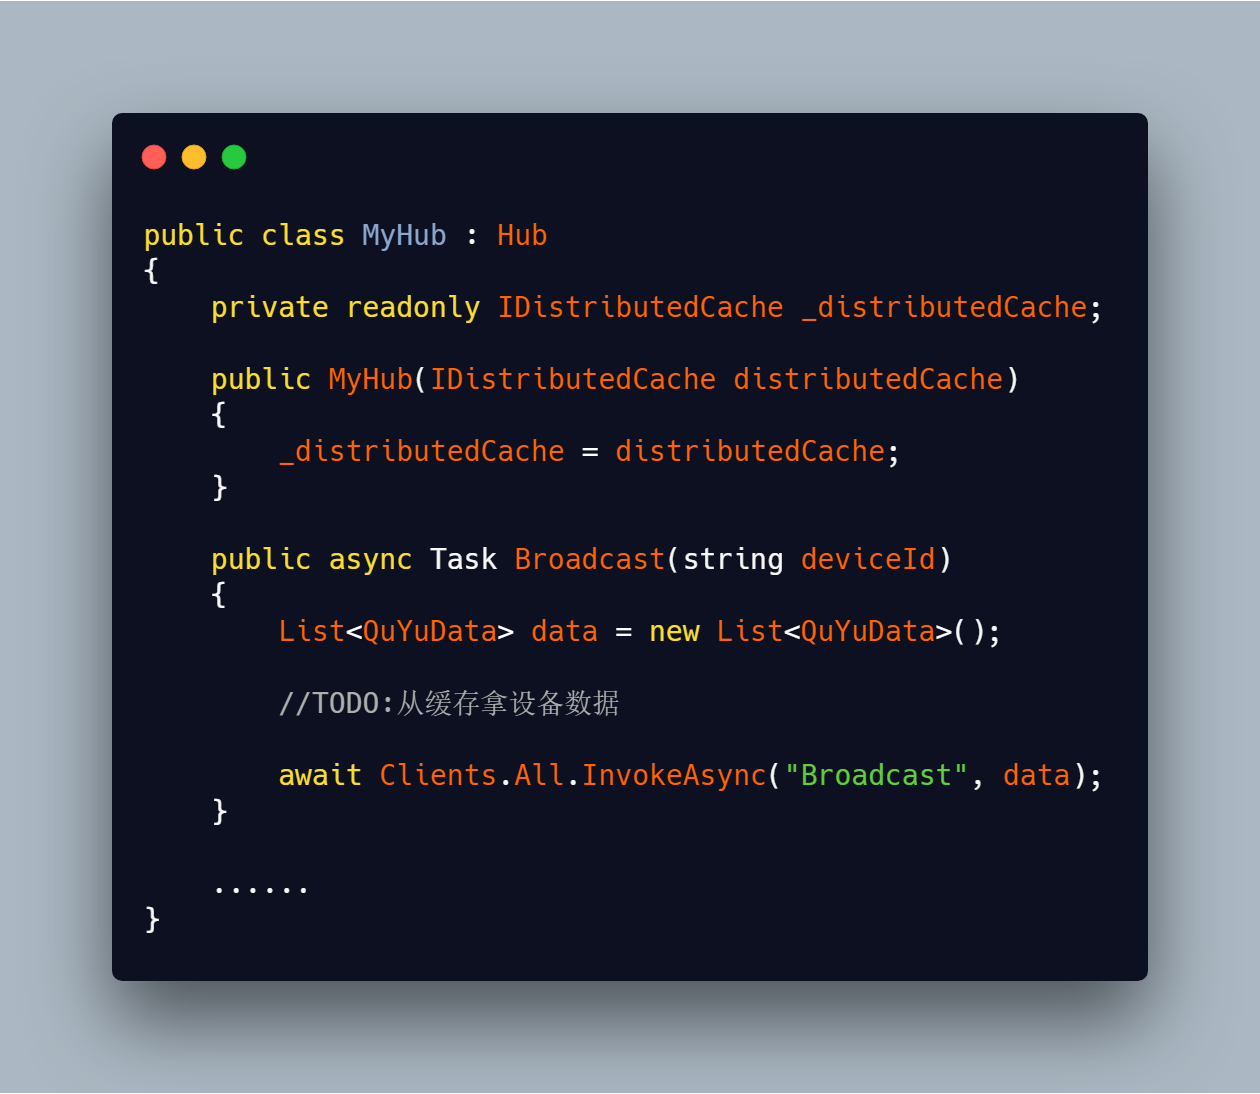 public class MyHub : Hub
{
    private readonly IDistributedCache _distributedCache;

    public MyHub(IDistributedCache distributedCache)
    {
        _distributedCache = distributedCache;
    }

    public async Task Broadcast(string deviceId)
    {
        List<QuYuData> data = new List<QuYuData>();

        //TODO:从缓存拿设备数据

        await Clients.All.InvokeAsync("Broadcast", data);
    }

    ......
}